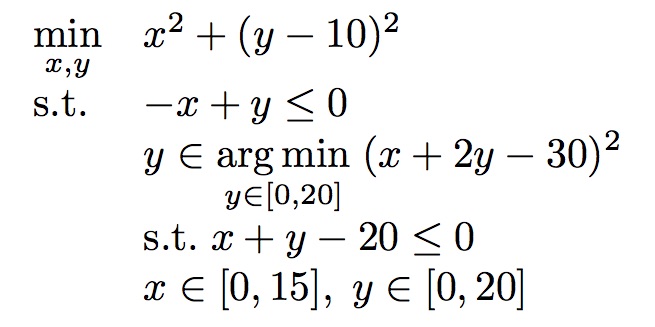 min x² + (y − 10)²
x,y
s.t. −x + y ≤ 0
y ∈ arg min (x + 2y − 30)²
y∈[0,20]
s.t. x + y − 20 ≤ 0
x ∈ [0, 15], y ∈ [0, 20]